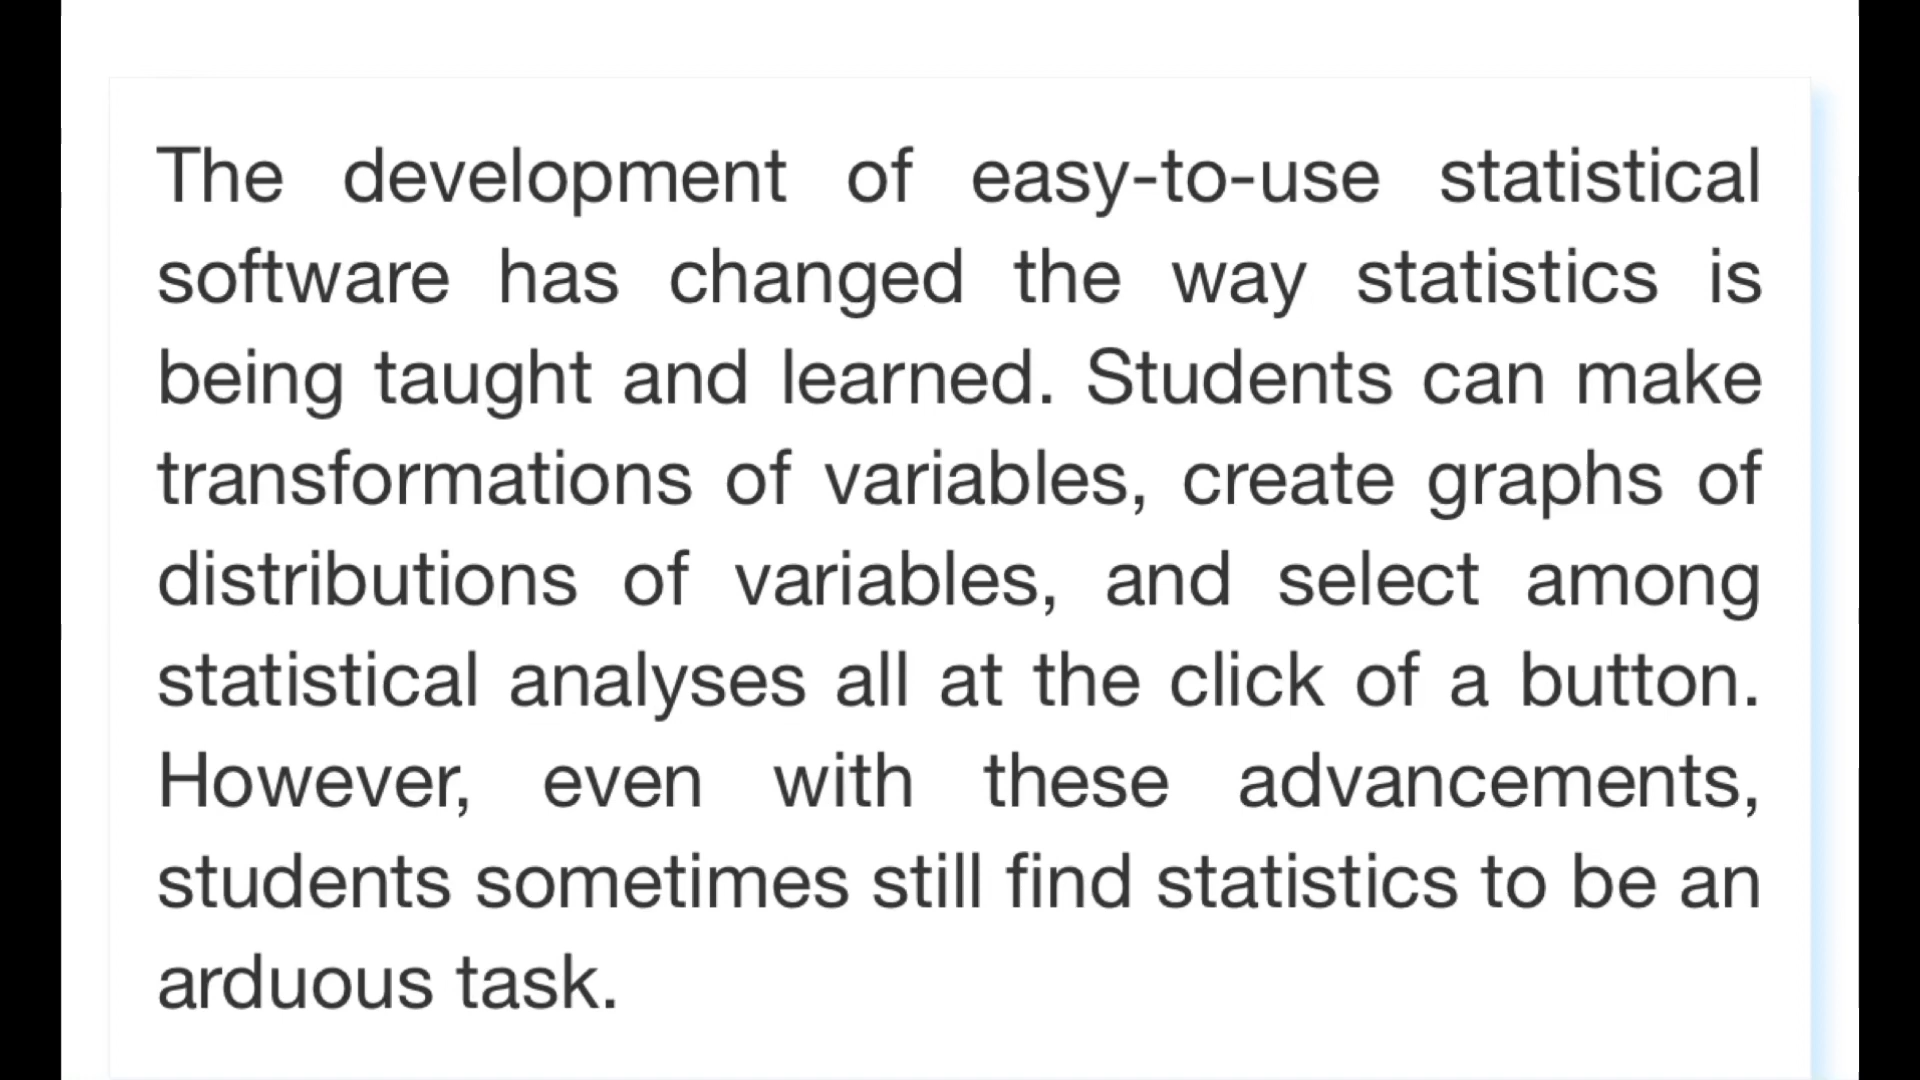 The development of easy-to-use statistical
software has changed the way statistics is
being taught and learned. Students can make
transformations of variables, create graphs of
distributions of variables, and select among
statistical analyses all at the click of a button.
However, even with these advancements,
students sometimes still find statistics to be an
arduous task.